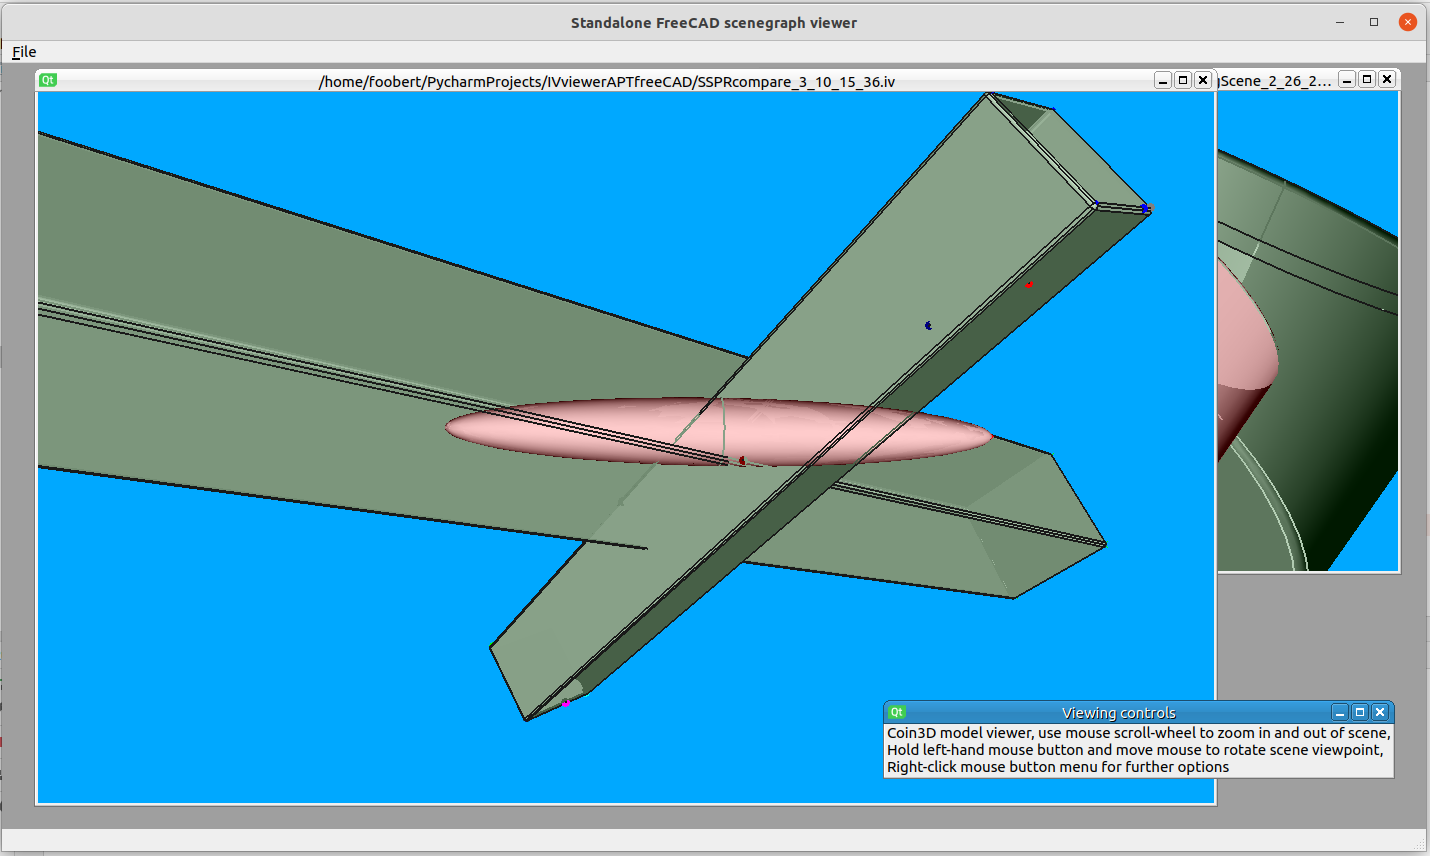 Standalone FreeCAD scenegraph viewer
File
Qt
/home/foobert/PycharmProjects/IVviewerAPTfreeCAD/SSPRcompare_3_10_15_36.iv
Scene_2_26_2...
Qt
Viewing controls
Coin3D model viewer, use mouse scroll-wheel to zoom in and out of scene,
Hold left-hand mouse button and move mouse to rotate scene viewpoint,
Right-click mouse button menu for further options